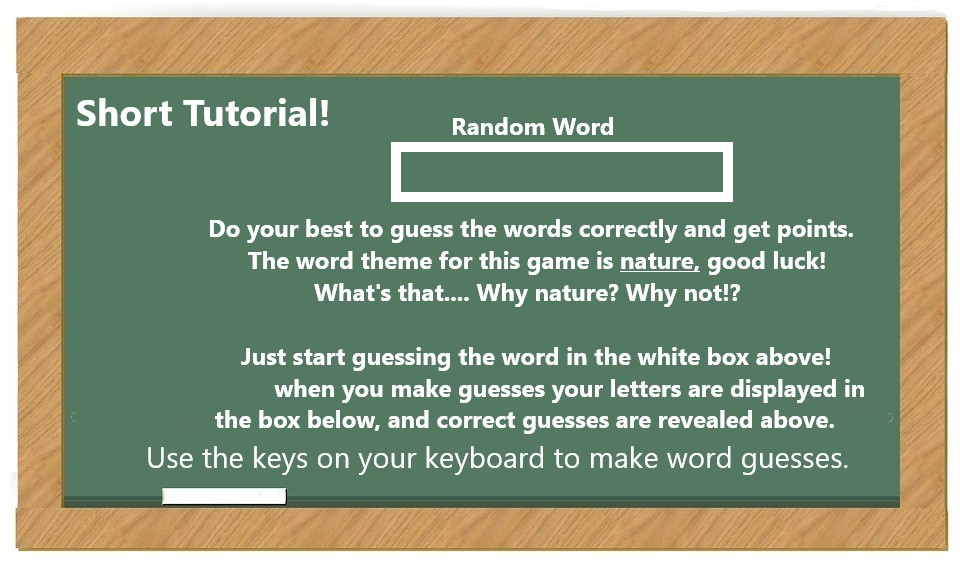 Short Tutorial!
Random Word
Do your best to guess the words correctly and get points.
The word theme for this game is nature, good luck!
What's that.... Why nature? Why not!?
Just start guessing the word in the white box above!
when you make guesses your letters are displayed in
the box below, and correct guesses are revealed above.
Use the keys on your keyboard to make word guesses.